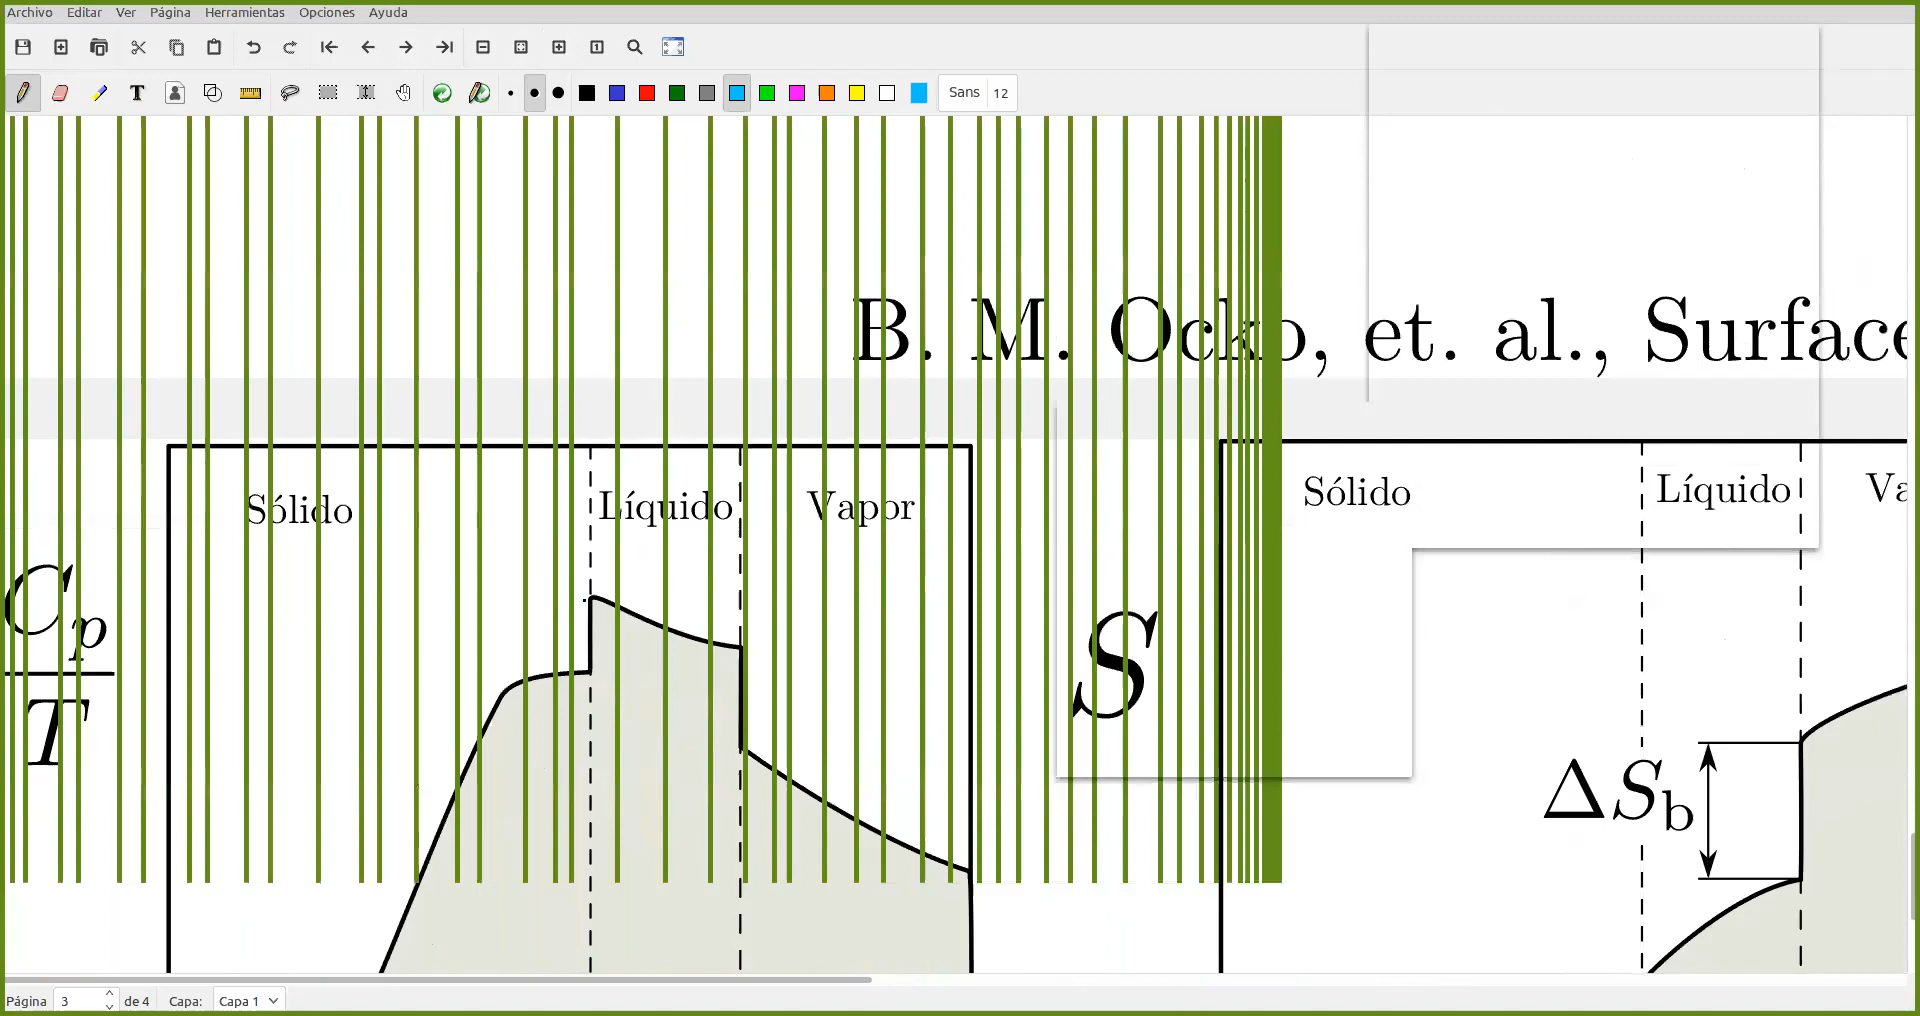 Archivo Editar Ver Página Herramientas Opciones Ayuda
T Sans 12
B. M. Ocko, et. al., Surface
Sólido Líquido Vapor
Sólido Líquido
C_p
T
S
ΔS_b
Página 3 de 4 Capa: Capa 1